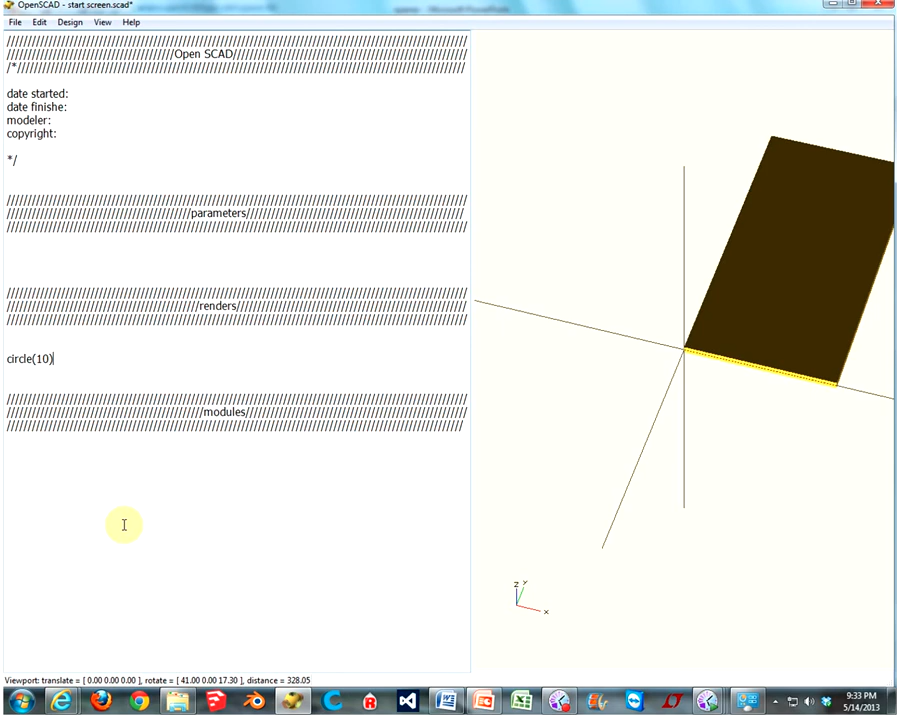 OpenSCAD - start screen.scad*
File Edit Design View Help
////////////////////////////////////////////////////////////////////////////////////////////////////////////////
/////////////////////////////////////////Open SCAD/////////////////////////////////////////////////////////
/*//////////////////////////////////////////////////////////////////////////////////////////////////////////////
date started:
date finishe:
modeler:
copyright:
*/
////////////////////////////////////////////////////////////////////////////////////////////////////////////////
/////////////////////////////////////////////parameters/////////////////////////////////////////////////////
////////////////////////////////////////////////////////////////////////////////////////////////////////////////
////////////////////////////////////////////////////////////////////////////////////////////////////////////////
///////////////////////////////////////////////renders///////////////////////////////////////////////////////
////////////////////////////////////////////////////////////////////////////////////////////////////////////////
circle(10)
////////////////////////////////////////////////////////////////////////////////////////////////////////////////
////////////////////////////////////////////////modules//////////////////////////////////////////////////////
///////////////////////////////////////////////////////////////////////////////////////////////////////////////
z y
x
Viewport: translate = [ 0.00 0.00 0.00 ], rotate = [ 41.00 0.00 17.30 ], distance = 328.05
9:33 PM
5/14/2013